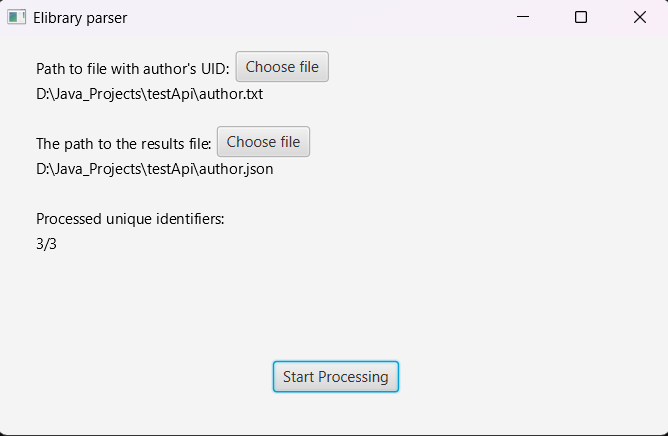 Elibrary parser
Path to file with author's UID: Choose file
D:\Java_Projects\testApi\author.txt
The path to the results file: Choose file
D:\Java_Projects\testApi\author.json
Processed unique identifiers:
3/3
Start Processing